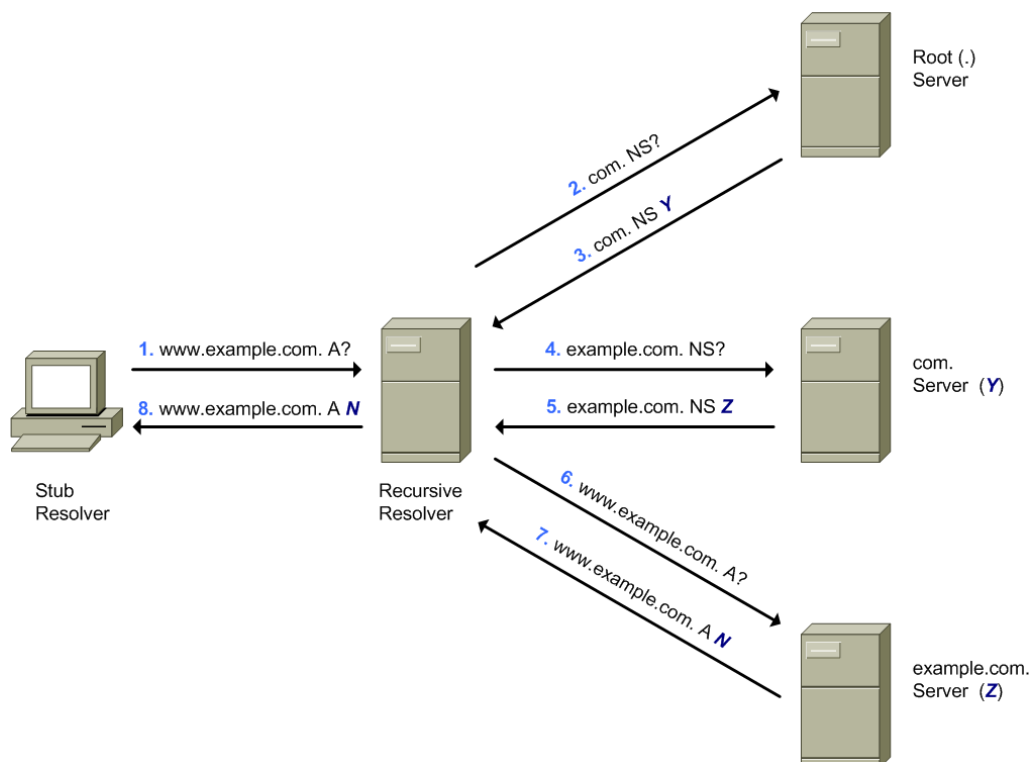 Root (.)
Server
2. com. NS?
3. com. NS Y
1. www.example.com. A?
8. www.example.com. A N
4. example.com. NS?
5. example.com. NS Z
com.
Server (Y)
Stub
Resolver
Recursive
Resolver
6. www.example.com. A?
7. www.example.com. A N
example.com.
Server (Z)